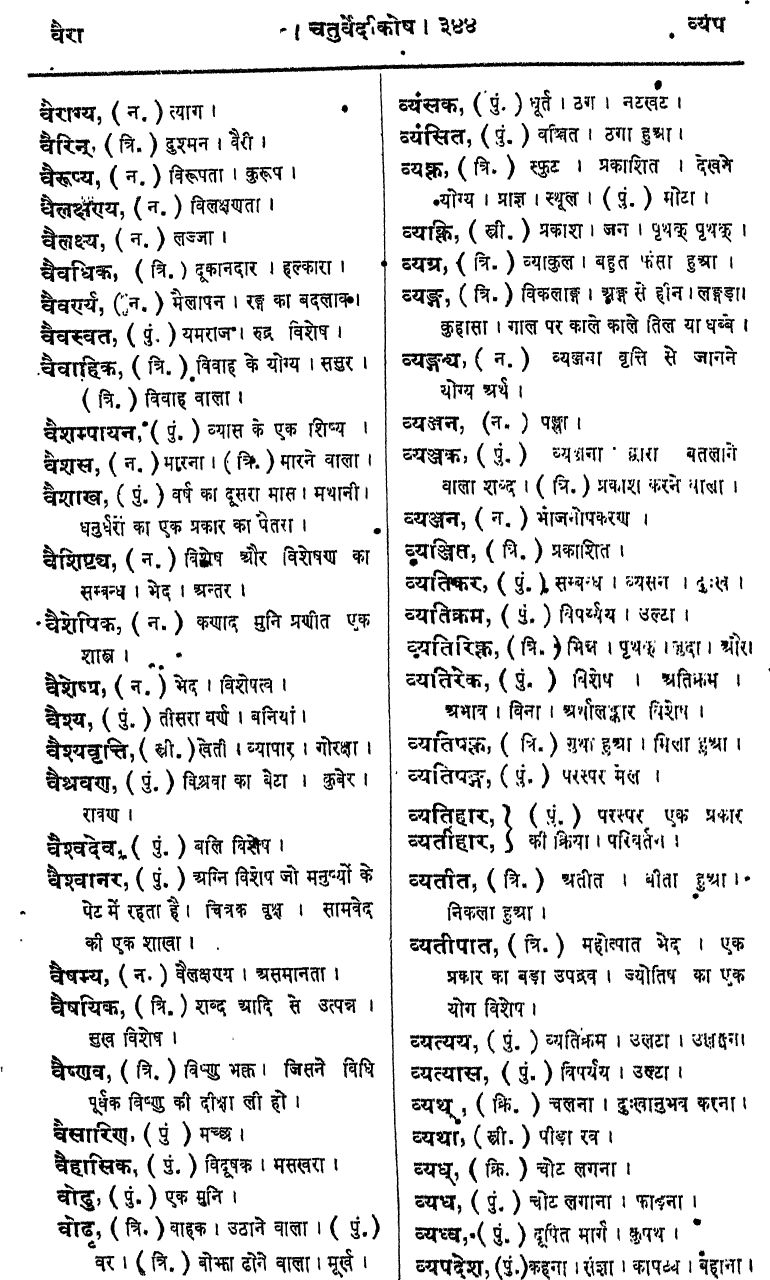 वैरा
। चतुर्वेदीकोष । ३४४
व्यंप
वैराग्य, ( न. ) त्याग ।
वैरिन्, ( त्रि. ) दुश्मन । वैरी ।
वैरूप्य, ( न. ) विरूपता । कुरूप ।
वैलक्षण्य, ( न. ) विलक्षणता ।
वैलक्ष्य, ( न. ) लज्जा ।
वैवधिक, ( त्रि. ) दूकानदार । हल्कारा ।
वैवर्ण्य, ( न. ) मैलापन । रङ्ग का बदलाव ।
वैवस्वत, ( पुं. ) यमराज । रुद्र विशेष ।
वैवाहिक, ( त्रि. ) विवाह के योग्य । ससुर ।
( त्रि. ) विवाह वाला ।
वैशम्पायन, ( पुं. ) व्यास के एक शिष्य ।
वैशस, ( न. ) मारना । ( त्रि. ) मारने वाला ।
वैशाख, ( पुं. ) वर्ष का दूसरा मास । मथानी ।
धनुर्धरों का एक प्रकार का पैतरा ।
वैशिष्ट्य, ( न. ) विशेष और विशेषण का
सम्बन्ध । भेद । अन्तर ।
वैशेषिक, ( न. ) कणाद मुनि प्रणीत एक
शास्त्र ।
वैशेष्य, ( न. ) भेद । विशेषत्व ।
वैश्य, ( पुं. ) तीसरा वर्ण । बनियां ।
वैश्यवृत्ति, ( स्त्री. ) खेती । व्यापार । गोरक्षा ।
वैश्रवण, ( पुं. ) विश्रवा का बेटा । कुबेर ।
रावण ।
वैश्वदेव, ( पुं. ) बलि विशेष ।
वैश्वानर, ( पुं. ) अग्नि विशेष जो मनुष्यों के
पेट में रहता है । चित्रक वृक्ष । सामवेद
की एक शाखा ।
वैषम्य, ( न. ) वैलक्षण्य । असमानता ।
वैषयिक, ( त्रि. ) शब्द आदि से उत्पन्न ।
सुख विशेष ।
वैष्णव, ( त्रि. ) विष्णु भक्त । जिसने विधि
पूर्वक विष्णु की दीक्षा ली हो ।
वैसारिण, ( पुं ) मच्छ ।
वैहासिक, ( पुं. ) विदूषक । मसखरा ।
वोडु, ( पुं. ) एक मुनि ।
वोढृ, ( त्रि. ) वाहक । उठाने वाला । ( पुं. )
वर । ( त्रि. ) बोझा ढोने वाला । मूर्ख ।
व्यंसक, ( पुं. ) धूर्त । ठग । नटखट ।
व्यंसित, ( पुं. ) वञ्चित । ठगा हुआ ।
व्यक्त, ( त्रि. ) स्फुट । प्रकाशित । देखने
योग्य । प्राज्ञ । स्थूल । ( पुं. ) मोटा ।
व्यक्ति, ( स्त्री. ) प्रकाश । जन । पृथक् पृथक् ।
व्यग्र, ( त्रि. ) व्याकुल । बहुत फंसा हुआ ।
व्यङ्ग, ( त्रि. ) विकलाङ्ग । अङ्ग से हीन । लङ्गड़ा ।
कुहासा । गाल पर काले काले तिल या धब्बे ।
व्यङ्ग्य, ( न. ) व्यञ्जना वृत्ति से जानने
योग्य अर्थ ।
व्यजन, (न. ) पङ्खा ।
व्यञ्जक, ( पुं. ) व्यञ्जना द्वारा बतलाने
वाला शब्द । ( त्रि. ) प्रकाश करने वाला ।
व्यञ्जन, ( न. ) भोजनोपकरण ।
व्यञ्जित, ( त्रि. ) प्रकाशित ।
व्यतिकर, ( पुं. ) सम्बन्ध । व्यसन । दुःख ।
व्यतिक्रम, ( पुं. ) विपर्य्यय । उल्टा ।
व्यतिरिक्त, ( त्रि. ) भिन्न । पृथक् । जुदा । और ।
व्यतिरेक, ( पुं. ) विशेष । अतिक्रम ।
अभाव । विना । अर्थालङ्कार विशेष ।
व्यतिषक्त, ( त्रि. ) गुथा हुआ । मिला हुआ ।
व्यतिषङ्ग, ( पुं. ) परस्पर मेल ।
व्यतिहार, } ( पुं. ) परस्पर एक प्रकार
व्यतीहार, } की क्रिया । परिवर्तन ।
व्यतीत, ( त्रि. ) अतीत । बीता हुआ ।
निकला हुआ ।
व्यतीपात, ( त्रि. ) महोत्पात भेद । एक
प्रकार का बड़ा उपद्रव । ज्योतिष का एक
योग विशेष ।
व्यत्यय, ( पुं. ) व्यतिक्रम । उलटा । उलङ्घना ।
व्यत्यास, ( पुं. ) विपर्यय । उल्टा ।
व्यथ्, ( क्रि. ) चलना । दुःखानुभव करना ।
व्यथा, ( स्त्री. ) पीड़ा रव ।
व्यध्, ( क्रि. ) चोट लगना ।
व्यध, ( पुं. ) चोट लगाना । फाड़ना ।
व्यध्व, ( पुं. ) दूषित मार्ग । कुपथ ।
व्यपदेश, (पुं.) कहना । संज्ञा । कापट्य । बहाना ।